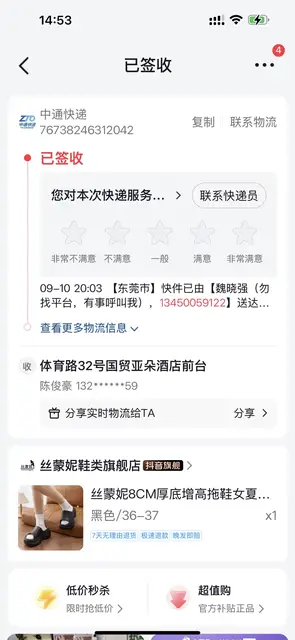 14:53
已签收
4
中通快递
76738246312042
复制
联系物流
已签收
您对本次快递服务...
联系快递员
非常不满意
不满意
一般
满意
非常满意
09-10 20:03 【东莞市】快件已由【魏晓强（勿
找平台，有事呼叫我），13450059122】送达...
查看更多物流信息
收
体育路32号国贸亚朵酒店前台
陈俊豪 132******59
分享实时物流给TA
分享
丝蒙妮鞋类旗舰店
抖音旗舰
丝蒙妮8CM厚底增高拖鞋女夏...
黑色/36-37
x1
7天无理由退货
极速退款
晚发即赔
低价秒杀
限时抢低价
超值购
官方补贴正品